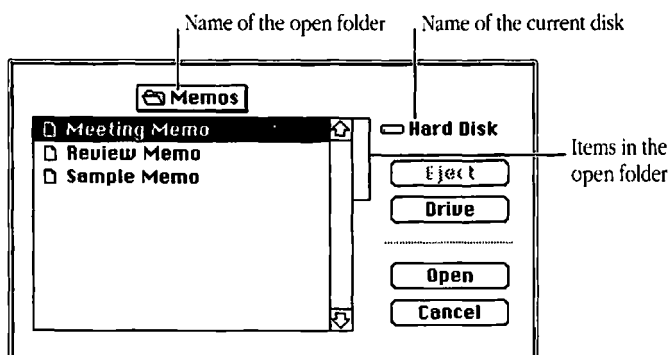 Name of the open folder
Name of the current disk
Memos
Meeting Memo
Hard Disk
Review Memo
Items in the
open folder
Sample Memo
Eject
Drive
Open
Cancel